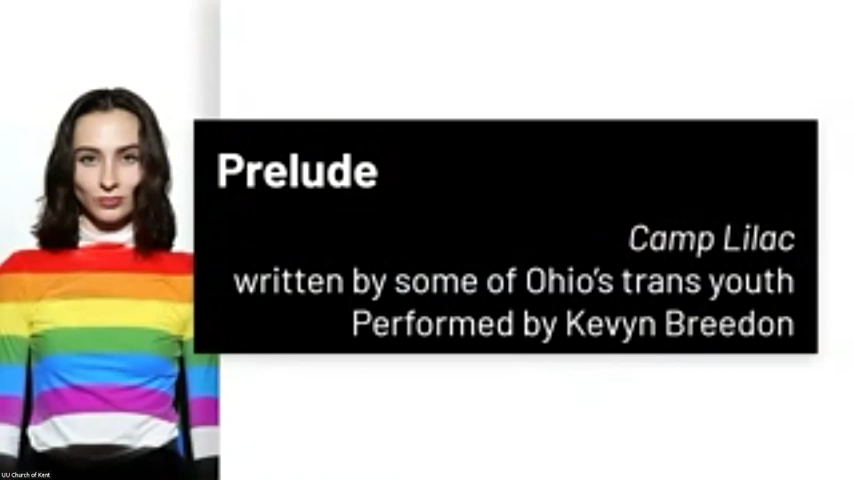 Prelude
Camp Lilac
written by some of Ohio's trans youth
Performed by Kevyn Breedon
UU Church of Kent